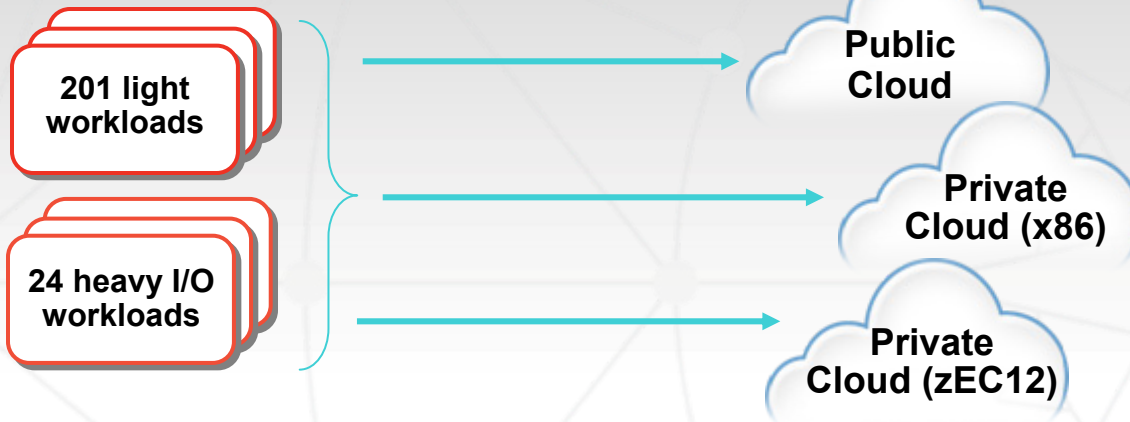 201 light
workloads
24 heavy I/O
workloads
Public
Cloud
Private
Cloud (x86)
Private
Cloud (zEC12)